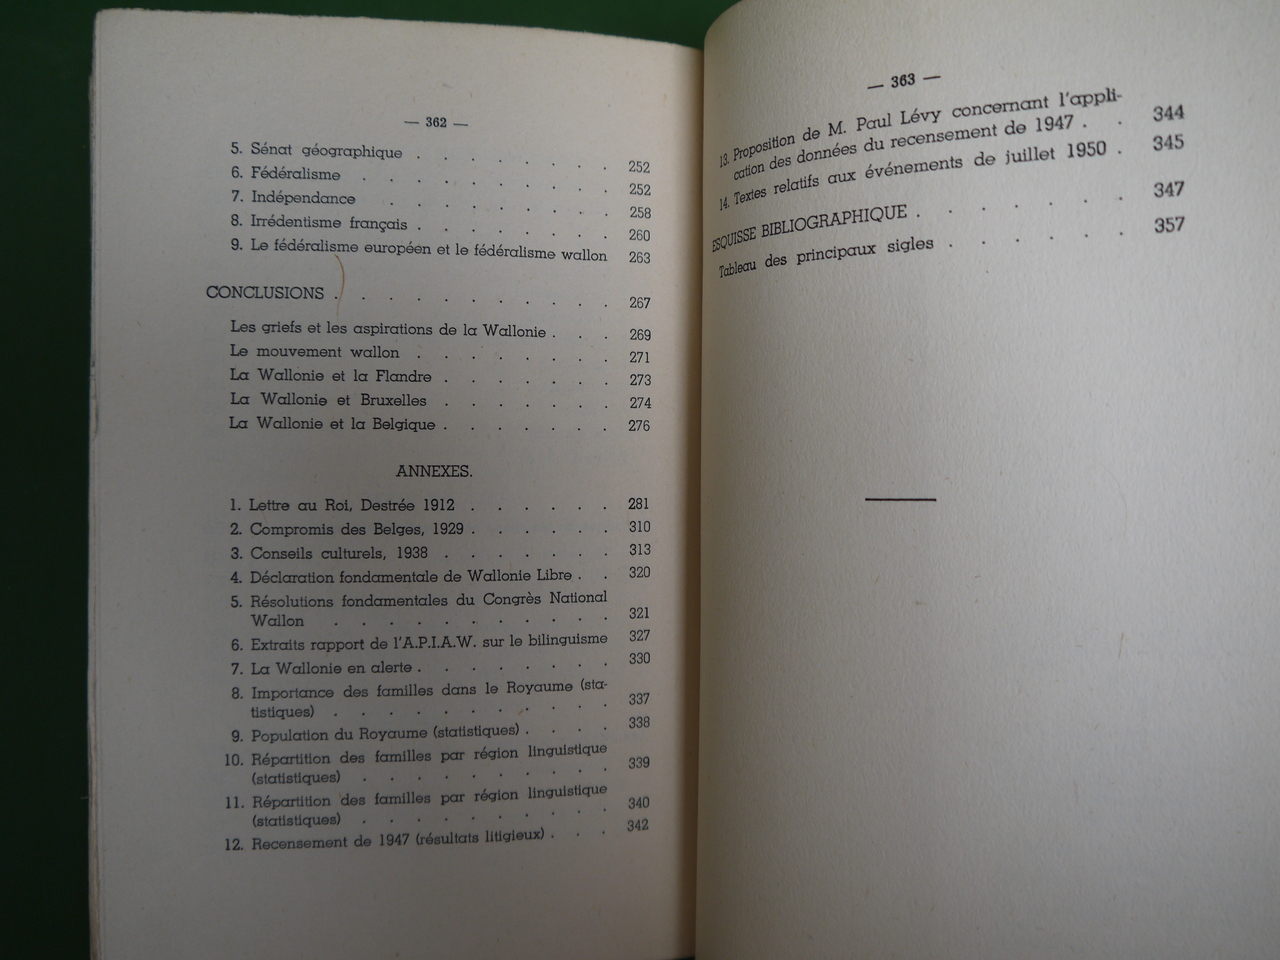 — 362 —
5. Sénat géographique . . . . . . . . 252
6. Fédéralisme . . . . . . . . . 252
7. Indépendance . . . . . . . . 258
8. Irrédentisme français . . . . . . . . 260
9. Le fédéralisme européen et le fédéralisme wallon 263
CONCLUSIONS . . . . . . . . . . . 267
Les griefs et les aspirations de la Wallonie . . . 269
Le mouvement wallon . . . . . . . . 271
La Wallonie et la Flandre . . . . . . . 273
La Wallonie et Bruxelles . . . . . . . 274
La Wallonie et la Belgique . . . . . . . 276
ANNEXES.
1. Lettre au Roi, Destrée 1912 . . . . . . 281
2. Compromis des Belges, 1929 . . . . . . 310
3. Conseils culturels, 1938 . . . . . . . 313
4. Déclaration fondamentale de Wallonie Libre . . 320
5. Résolutions fondamentales du Congrès National
Wallon . . . . . . . . . . . 321
6. Extraits rapport de l'A.P.I.A.W. sur le bilinguisme 327
7. La Wallonie en alerte . . . . . . . . 330
8. Importance des familles dans le Royaume (sta-
tistiques) . . . . . . . . . . . 337
9. Population du Royaume (statistiques) . . . . 338
10. Répartition des familles par région linguistique
(statistiques) . . . . . . . . . . 339
11. Répartition des familles par région linguistique
(statistiques) . . . . . . . . . . 340
12. Recensement de 1947 (résultats litigieux) . . . 342
— 363 —
13. Proposition de M. Paul Lévy concernant l'appli-
cation des données du recensement de 1947 . . 344
14. Textes relatifs aux événements de juillet 1950 . 345
ESQUISSE BIBLIOGRAPHIQUE . . . . . . . 347
Tableau des principaux sigles . . . . . . 357